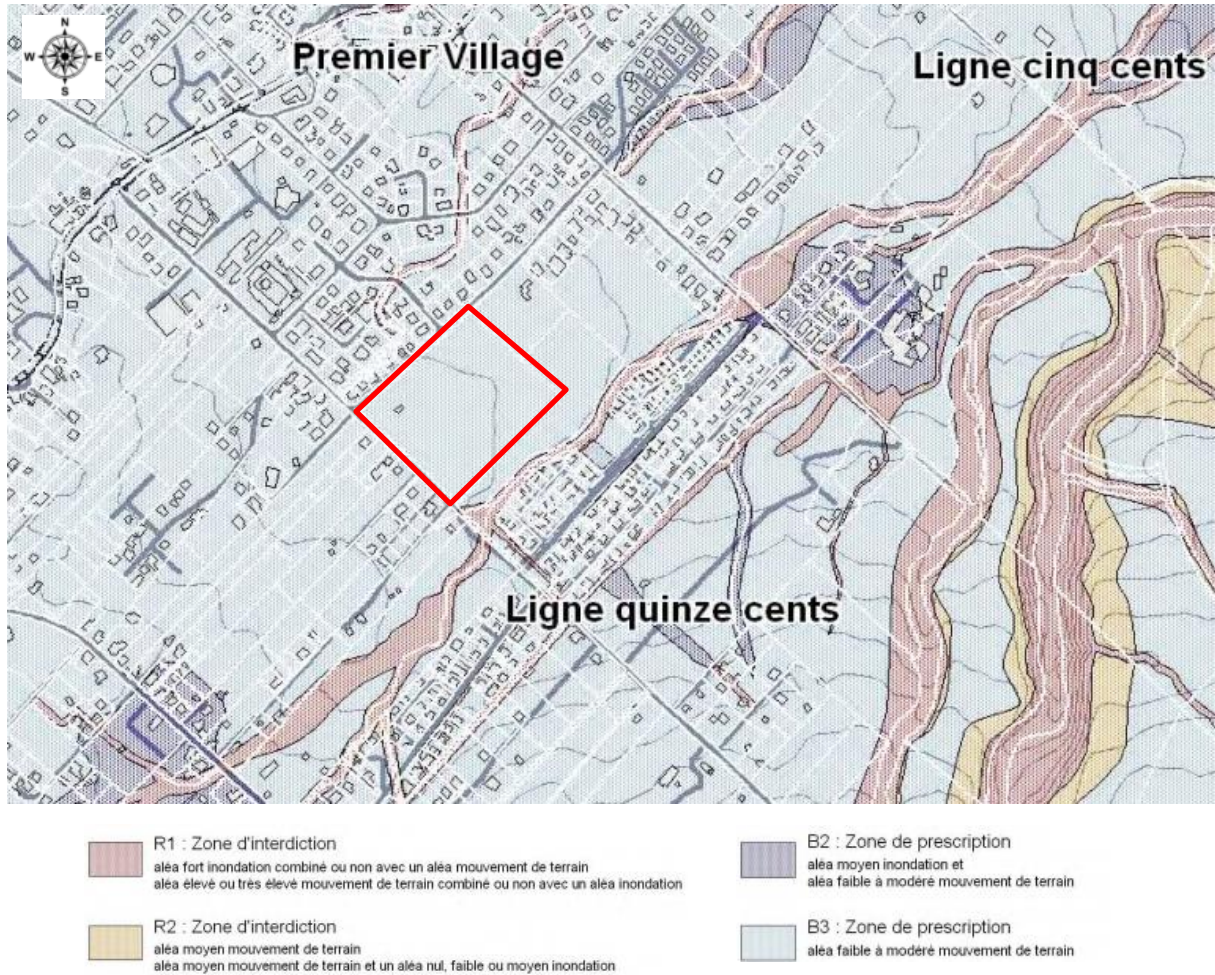 N
W E
S
Premier Village
Ligne cinq cents
Ligne quinze cents
R1 : Zone d'interdiction
aléa fort inondation combiné ou non avec un aléa mouvement de terrain
aléa élevé ou très élevé mouvement de terrain combiné ou non avec un aléa inondation
R2 : Zone d'interdiction
aléa moyen mouvement de terrain
aléa moyen mouvement de terrain et un aléa nul, faible ou moyen inondation
B2 : Zone de prescription
aléa moyen inondation et
aléa faible à modéré mouvement de terrain
B3 : Zone de prescription
aléa faible à modéré mouvement de terrain